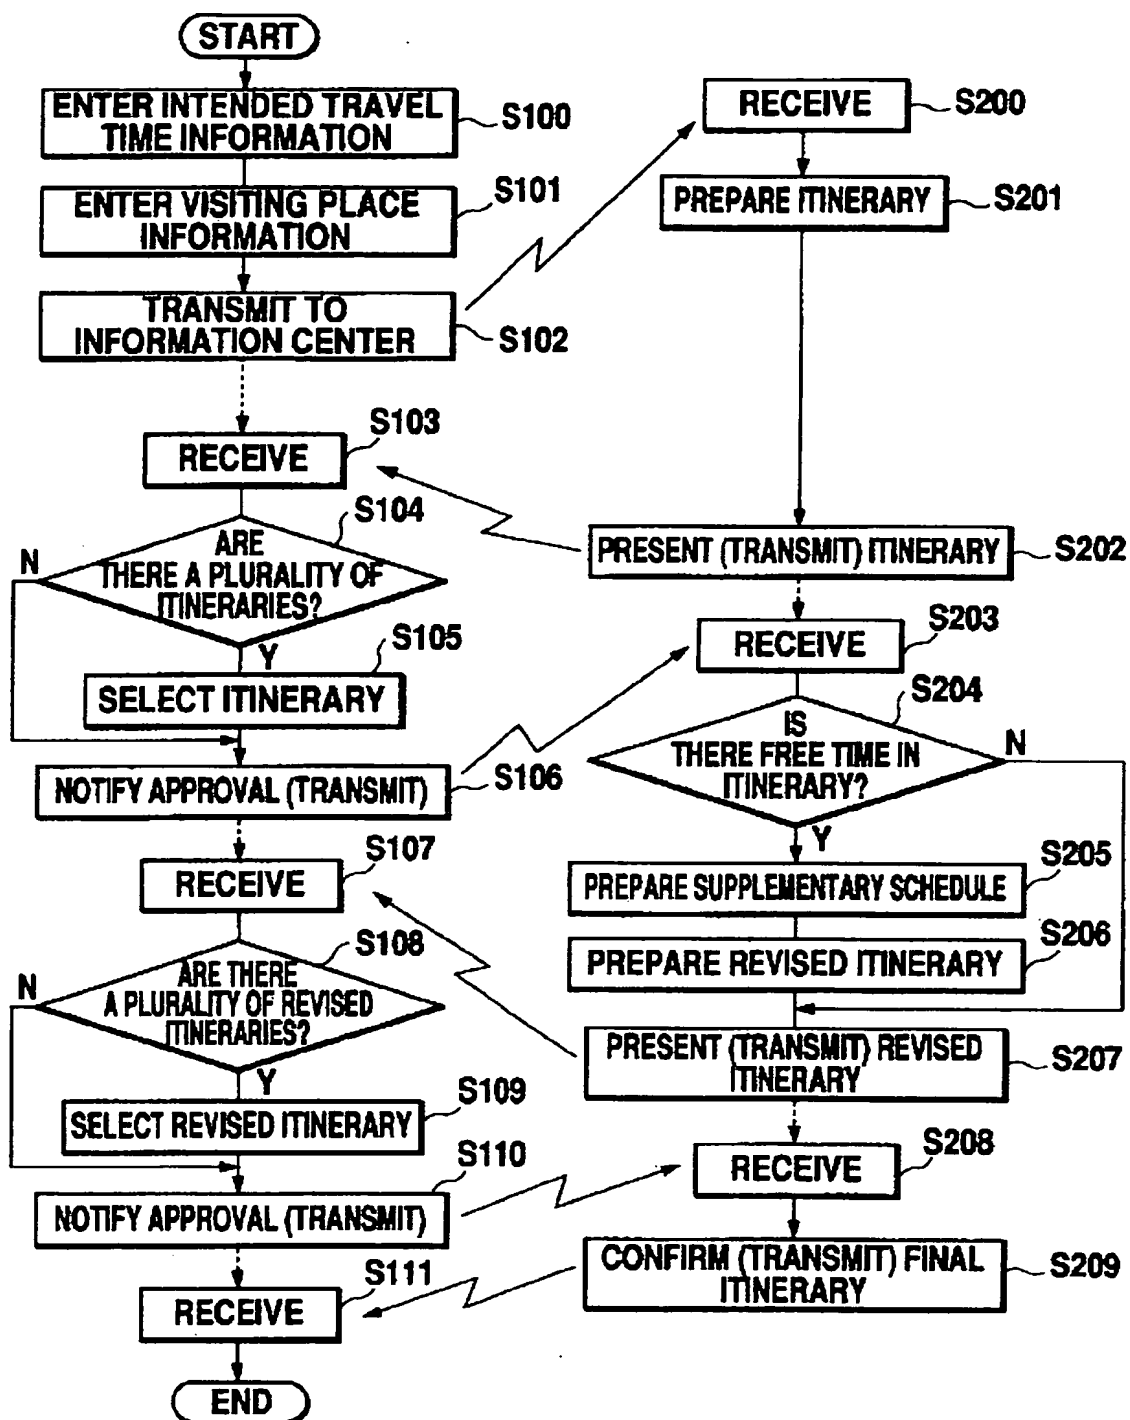 START
ENTER INTENDED TRAVEL
TIME INFORMATION
S100
ENTER VISITING PLACE
INFORMATION
S101
TRANSMIT TO
INFORMATION CENTER
S102
RECEIVE
S103
ARE
THERE A PLURALITY OF
ITINERARIES?
S104
N
Y
SELECT ITINERARY
S105
NOTIFY APPROVAL (TRANSMIT)
S106
RECEIVE
S107
ARE THERE
A PLURALITY OF REVISED
ITINERARIES?
S108
N
Y
SELECT REVISED ITINERARY
S109
NOTIFY APPROVAL (TRANSMIT)
S110
RECEIVE
S111
END
RECEIVE
S200
PREPARE ITINERARY
S201
PRESENT (TRANSMIT) ITINERARY
S202
RECEIVE
S203
IS
THERE FREE TIME IN
ITINERARY?
S204
N
Y
PREPARE SUPPLEMENTARY SCHEDULE
S205
PREPARE REVISED ITINERARY
S206
PRESENT (TRANSMIT) REVISED
ITINERARY
S207
RECEIVE
S208
CONFIRM (TRANSMIT) FINAL
ITINERARY
S209